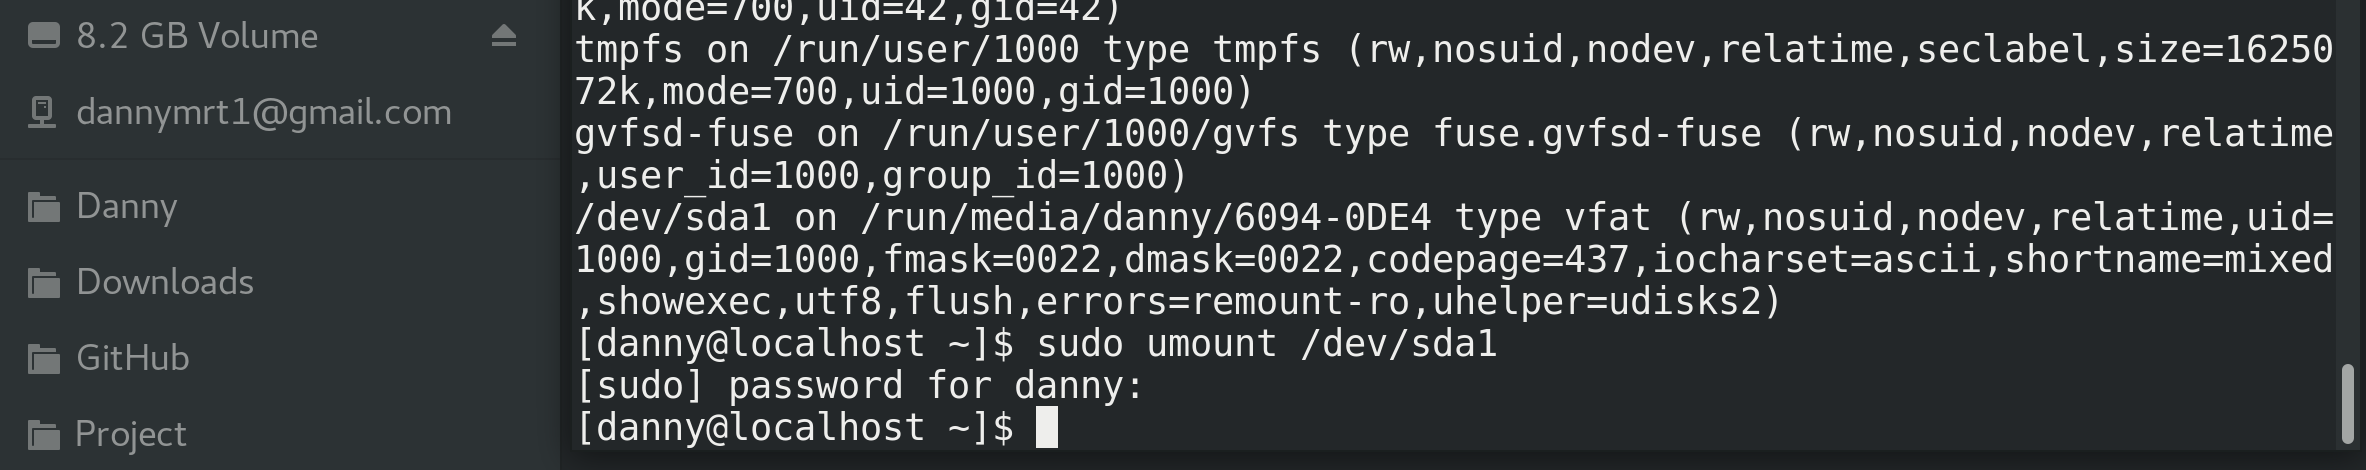 8.2 GB Volume
dannymrt1@gmail.com
Danny
Downloads
GitHub
Project
k,mode=700,uid=42,gid=42)
tmpfs on /run/user/1000 type tmpfs (rw,nosuid,nodev,relatime,seclabel,size=16250
72k,mode=700,uid=1000,gid=1000)
gvfsd-fuse on /run/user/1000/gvfs type fuse.gvfsd-fuse (rw,nosuid,nodev,relatime
,user_id=1000,group_id=1000)
/dev/sda1 on /run/media/danny/6094-0DE4 type vfat (rw,nosuid,nodev,relatime,uid=
1000,gid=1000,fmask=0022,dmask=0022,codepage=437,iocharset=ascii,shortname=mixed
,showexec,utf8,flush,errors=remount-ro,uhelper=udisks2)
[danny@localhost ~]$ sudo umount /dev/sda1
[sudo] password for danny:
[danny@localhost ~]$